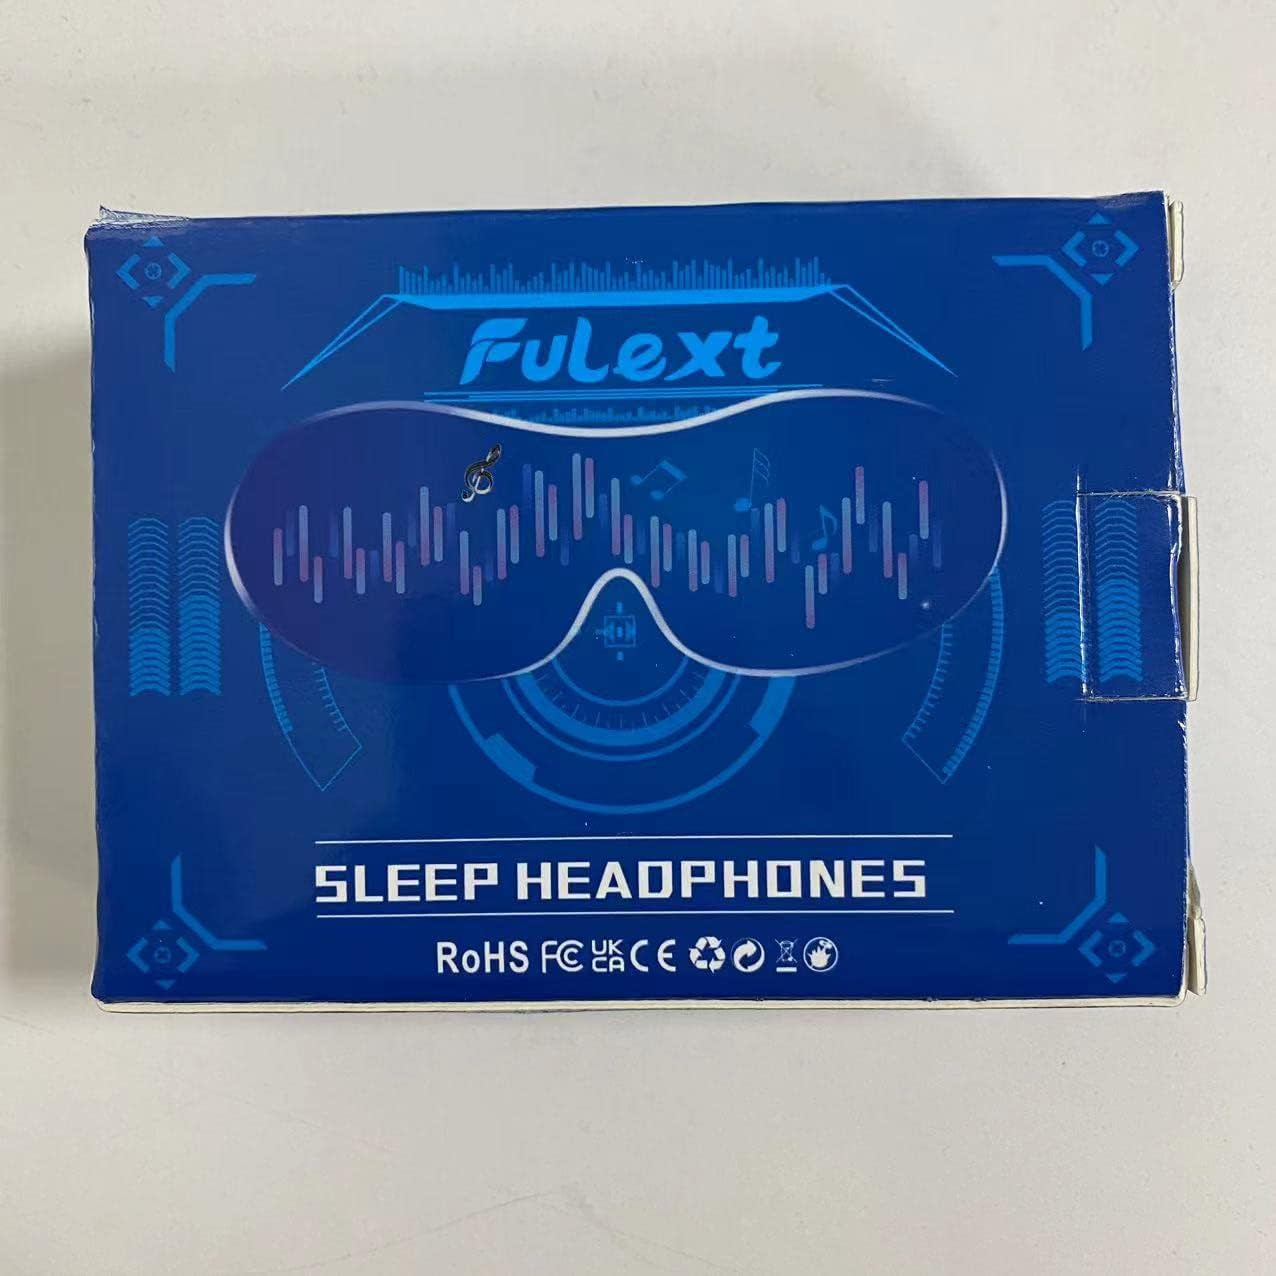 Fulext
SLEEP HEADPHONES
RoHS FC UK CA CE